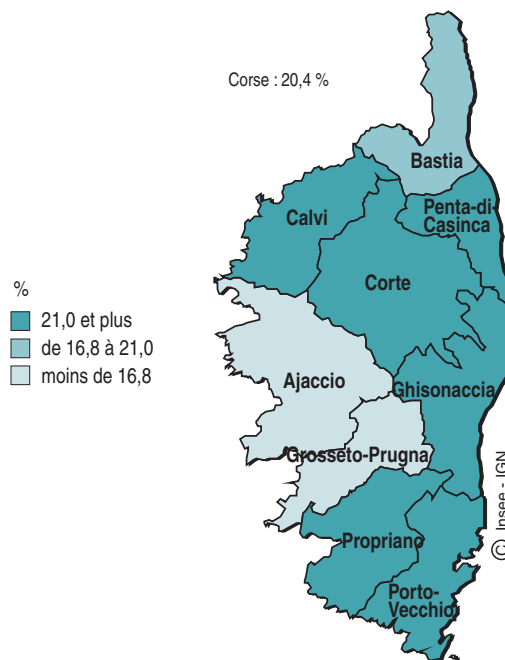 Corse : 20,4 %
Bastia
Penta-di-
Casinca
Calvi
Corte
%
21,0 et plus
de 16,8 à 21,0
moins de 16,8
Ajaccio
Ghisonaccia
Grosseto-Prugna
Propriano
Porto-
Vecchio
© Insee - IGN